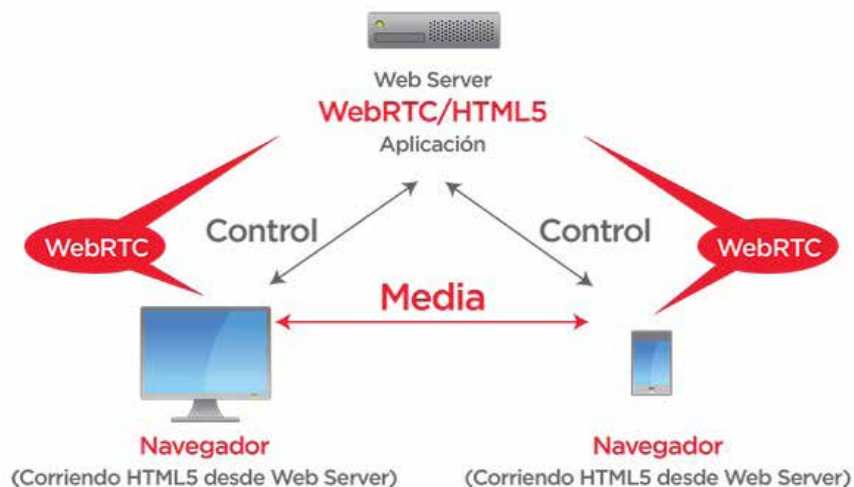 Web Server
WebRTC/HTML5
Aplicación
Control
Control
WebRTC
WebRTC
Media
Navegador
(Corriendo HTML5 desde Web Server)
Navegador
(Corriendo HTML5 desde Web Server)